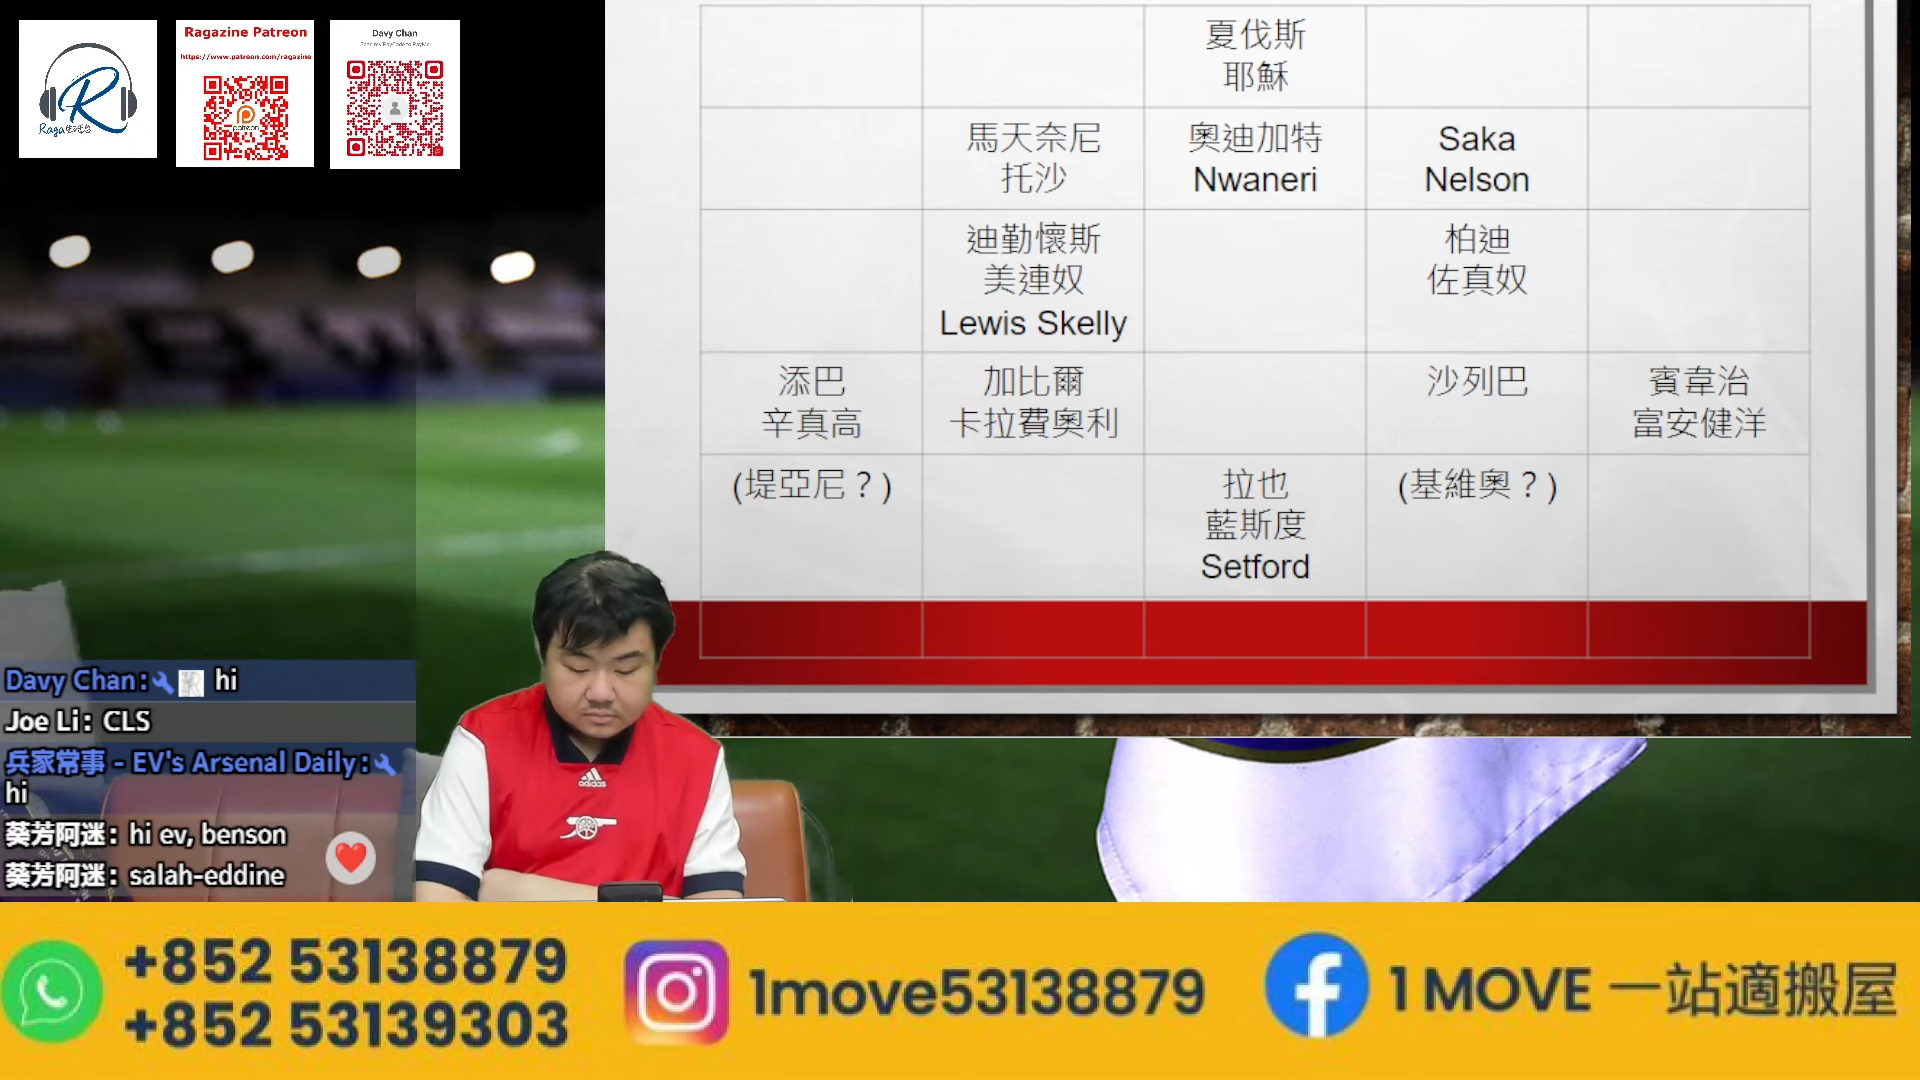 Ragazine Patreon
https://www.patreon.com/ragazine
Davy Chan
夏伐斯
耶穌
馬天奈尼
托沙
奧迪加特
Nwaneri
Saka
Nelson
迪勤懷斯
美連奴
Lewis Skelly
柏迪
佐真奴
添巴
辛真高
加比爾
卡拉費奧利
沙列巴
賓韋治
富安健洋
(堤亞尼？)
拉也
藍斯度
Setford
(基維奧？)
Davy Chan: hi
Joe Li: CLS
兵家常事 - EV's Arsenal Daily:
hi
葵芳阿迷: hi ev, benson
葵芳阿迷: salah-eddine
adidas
+852 53138879
+852 53139303
1move53138879
1 MOVE 一站適搬屋